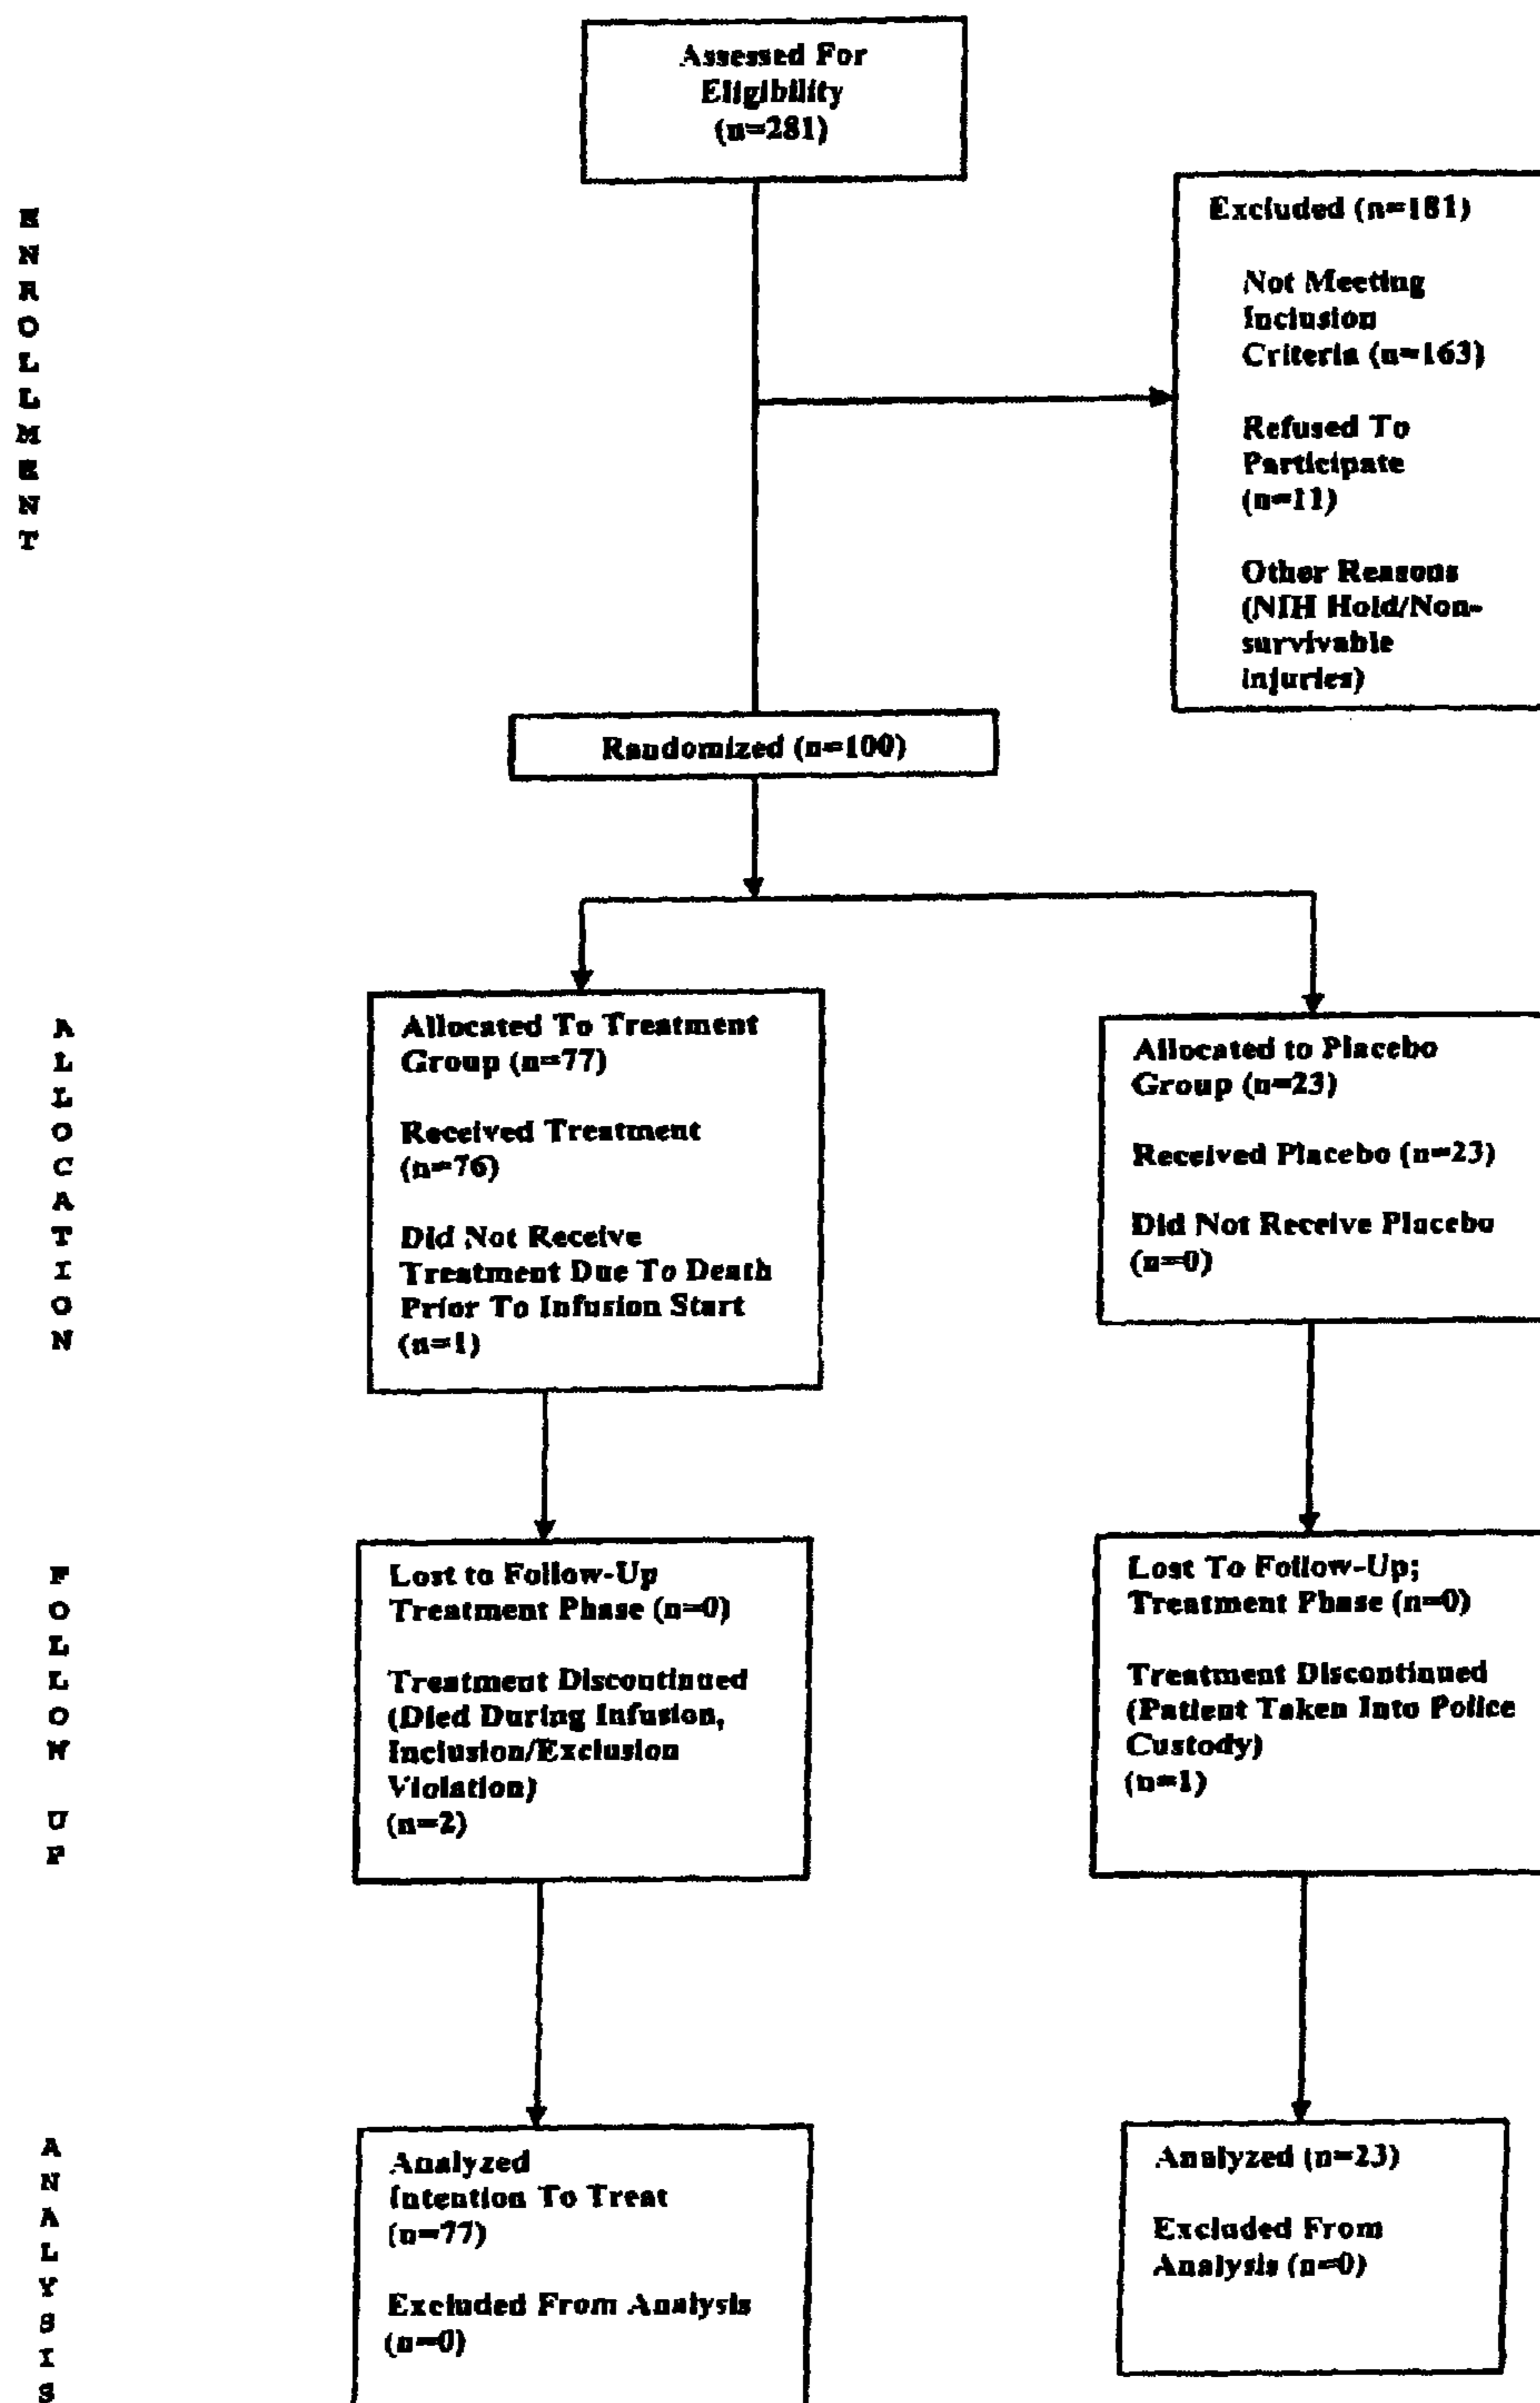 Assessed For
Eligibility
(n=281)
E
N
R
O
L
L
M
E
N
T
Excluded (n=181)
Not Meeting
Inclusion
Criteria (n=163)
Refused To
Participate
(n=11)
Other Reasons
(NIH Hold/Non-
survivable
injuries)
Randomized (n=100)
A
L
L
O
C
A
T
I
O
N
Allocated To Treatment
Group (n=77)
Received Treatment
(n=76)
Did Not Receive
Treatment Due To Death
Prior To Infusion Start
(n=1)
Allocated to Placebo
Group (n=23)
Received Placebo (n=23)
Did Not Receive Placebo
(n=0)
F
O
L
L
O
W
U
P
Lost to Follow-Up
Treatment Phase (n=0)
Treatment Discontinued
(Died During Infusion,
Inclusion/Exclusion
Violation)
(n=2)
Lost To Follow-Up;
Treatment Phase (n=0)
Treatment Discontinued
(Patient Taken Into Police
Custody)
(n=1)
A
N
A
L
Y
S
I
S
Analyzed
Intention To Treat
(n=77)
Excluded From Analysis
(n=0)
Analyzed (n=23)
Excluded From
Analysis (n=0)